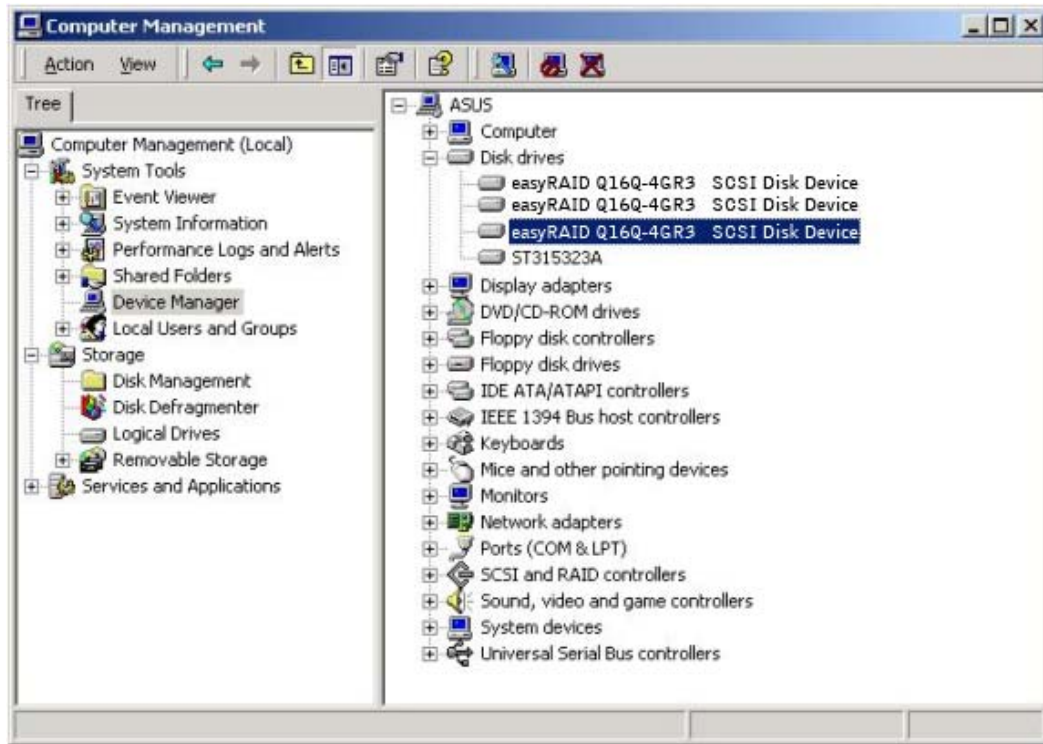 Computer Management
Action View
Tree
Computer Management (Local)
System Tools
Event Viewer
System Information
Performance Logs and Alerts
Shared Folders
Device Manager
Local Users and Groups
Storage
Disk Management
Disk Defragmenter
Logical Drives
Removable Storage
Services and Applications
ASUS
Computer
Disk drives
easyRAID Q16Q-4GR3 SCSI Disk Device
easyRAID Q16Q-4GR3 SCSI Disk Device
easyRAID Q16Q-4GR3 SCSI Disk Device
ST315323A
Display adapters
DVD/CD-ROM drives
Floppy disk controllers
Floppy disk drives
IDE ATA/ATAPI controllers
IEEE 1394 Bus host controllers
Keyboards
Mice and other pointing devices
Monitors
Network adapters
Ports (COM & LPT)
SCSI and RAID controllers
Sound, video and game controllers
System devices
Universal Serial Bus controllers